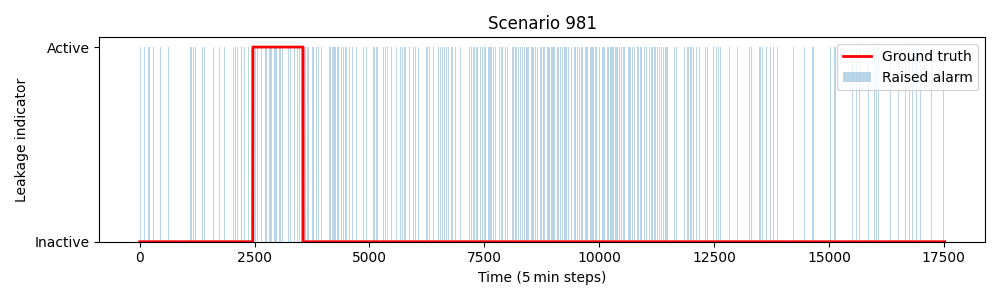 Scenario 981
Active
Inactive
Leakage indicator
Ground truth
Raised alarm
0 2500 5000 7500 10000 12500 15000 17500
Time (5 min steps)